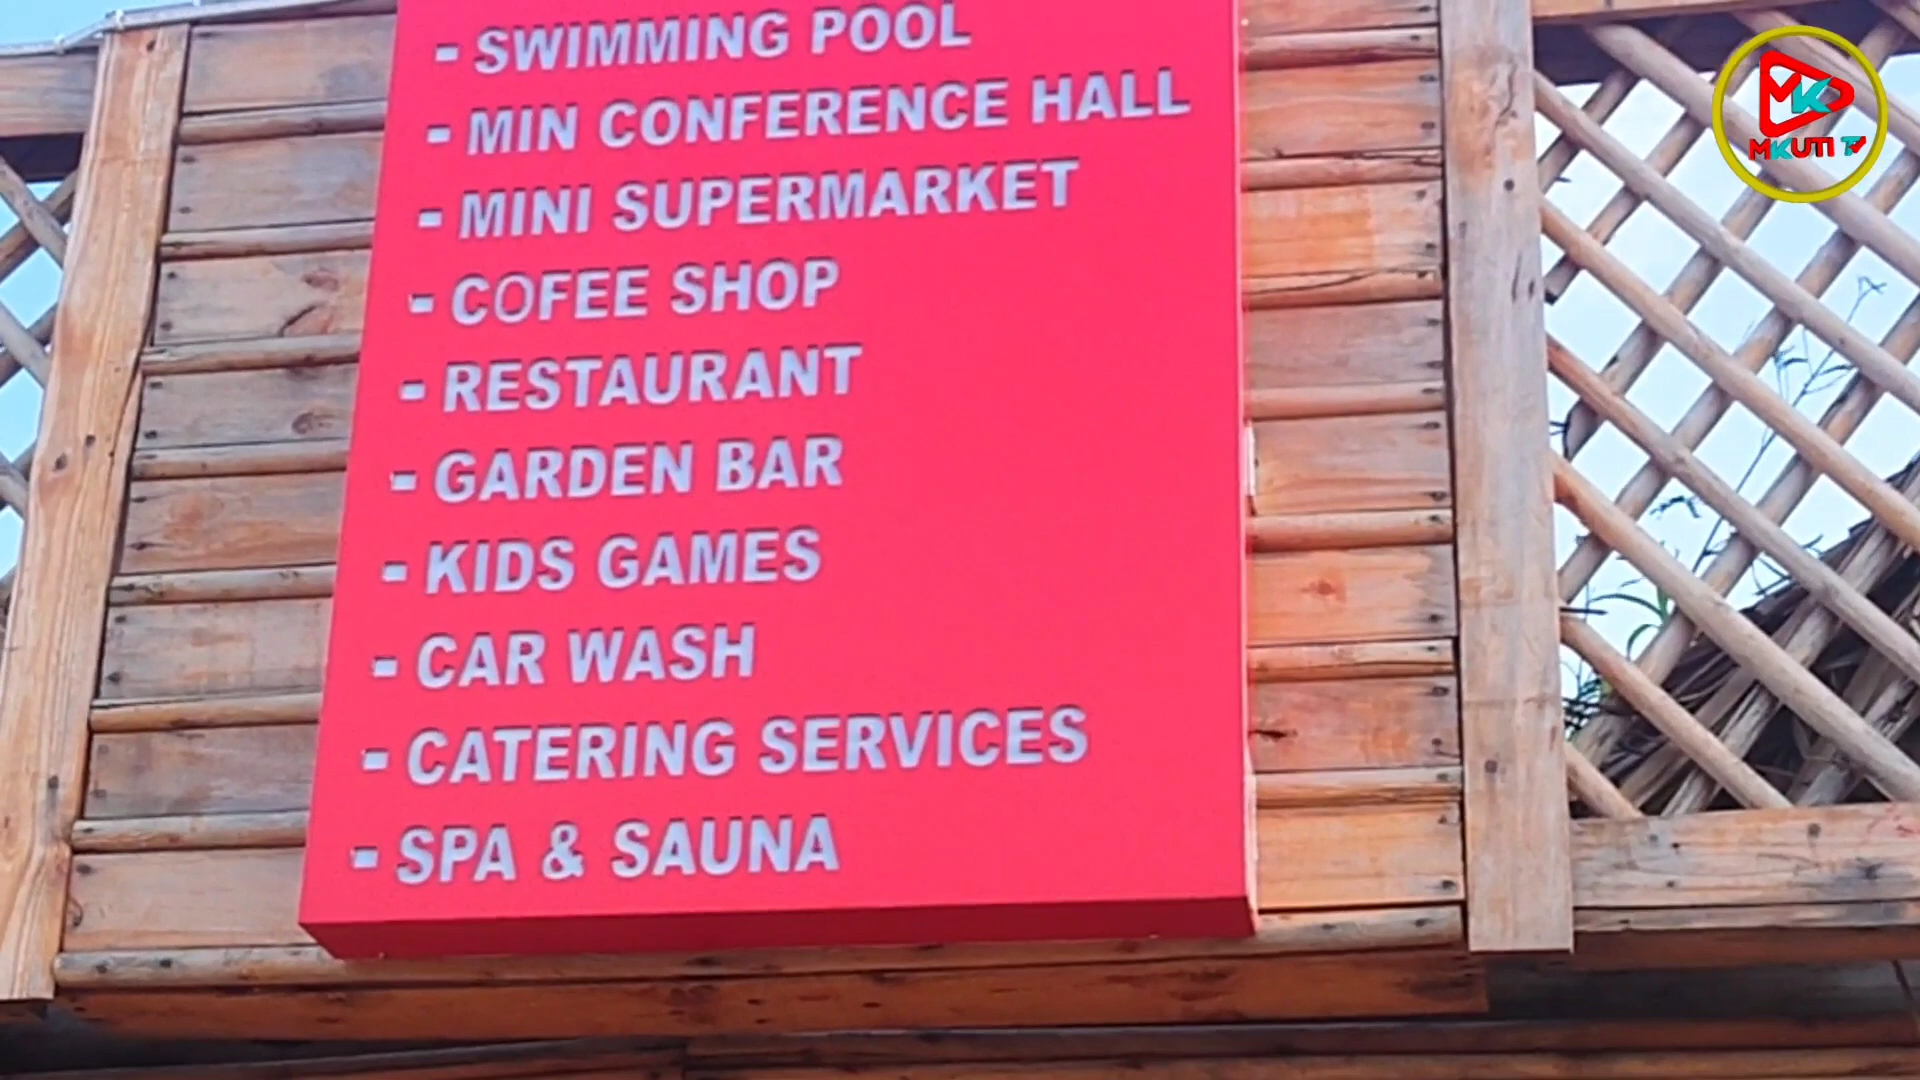 - SWIMMING POOL
- MIN CONFERENCE HALL
- MINI SUPERMARKET
- COFEE SHOP
- RESTAURANT
- GARDEN BAR
- KIDS GAMES
- CAR WASH
- CATERING SERVICES
- SPA & SAUNA
MK
MKUTI TV